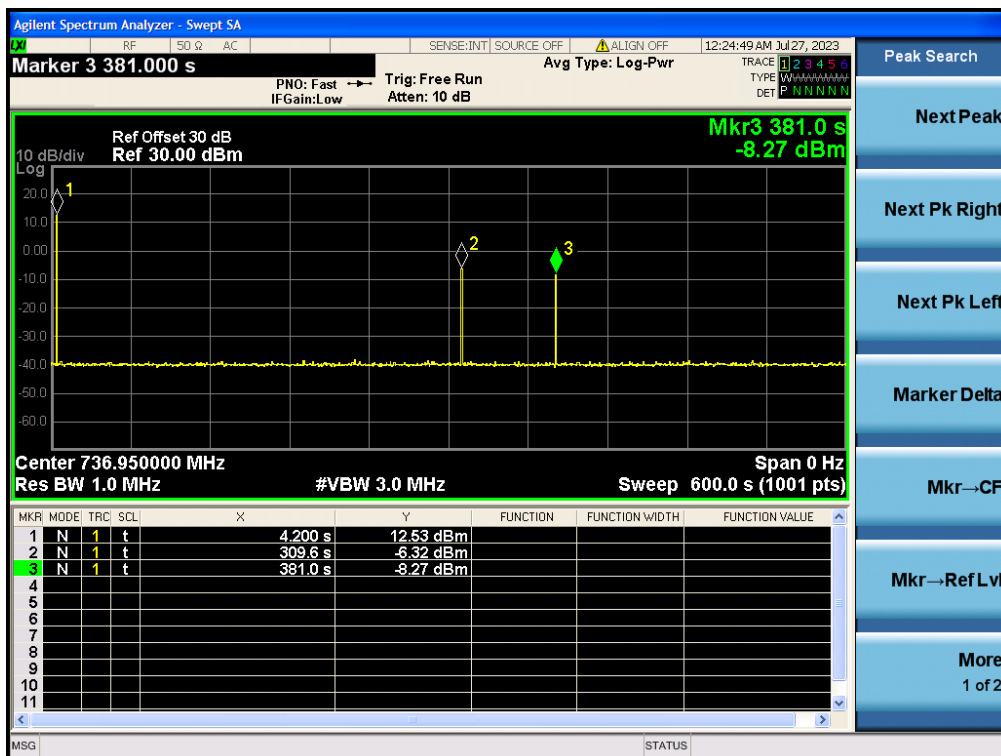 Agilent Spectrum Analyzer - Swept SA
LXI RF 50 Ω AC SENSE:INT SOURCE OFF ALIGN OFF 12:24:49 AM Jul 27, 2023
Marker 3 381.000 s
PNO: Fast
IFGain:Low
Trig: Free Run
Atten: 10 dB
Avg Type: Log-Pwr
TRACE 1 2 3 4 5 6
TYPE W
DET P N N N N N
Peak Search
Next Peak
Next Pk Right
Next Pk Left
Marker Delta
Mkr→CF
Mkr→Ref Lvl
More
1 of 2
Mkr3 381.0 s
-8.27 dBm
Ref Offset 30 dB
10 dB/div Ref 30.00 dBm
Log
20.0
10.0
0.00
-10.0
-20.0
-30.0
-40.0
-50.0
-60.0
1
2
3
Center 736.950000 MHz Span 0 Hz
Res BW 1.0 MHz #VBW 3.0 MHz Sweep 600.0 s (1001 pts)
MKR MODE TRC SCL X Y FUNCTION FUNCTION WIDTH FUNCTION VALUE
1 N 1 t 4.200 s 12.53 dBm
2 N 1 t 309.6 s -6.32 dBm
3 N 1 t 381.0 s -8.27 dBm
4
5
6
7
8
9
10
11
MSG STATUS